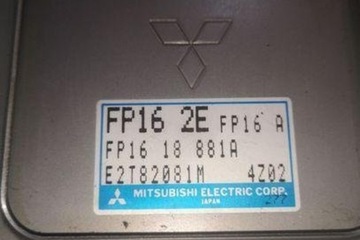 FP16 2E FP16 A
FP16 18 881A
E2T82081M 4Z02
MITSUBISHI ELECTRIC CORP.
JAPAN